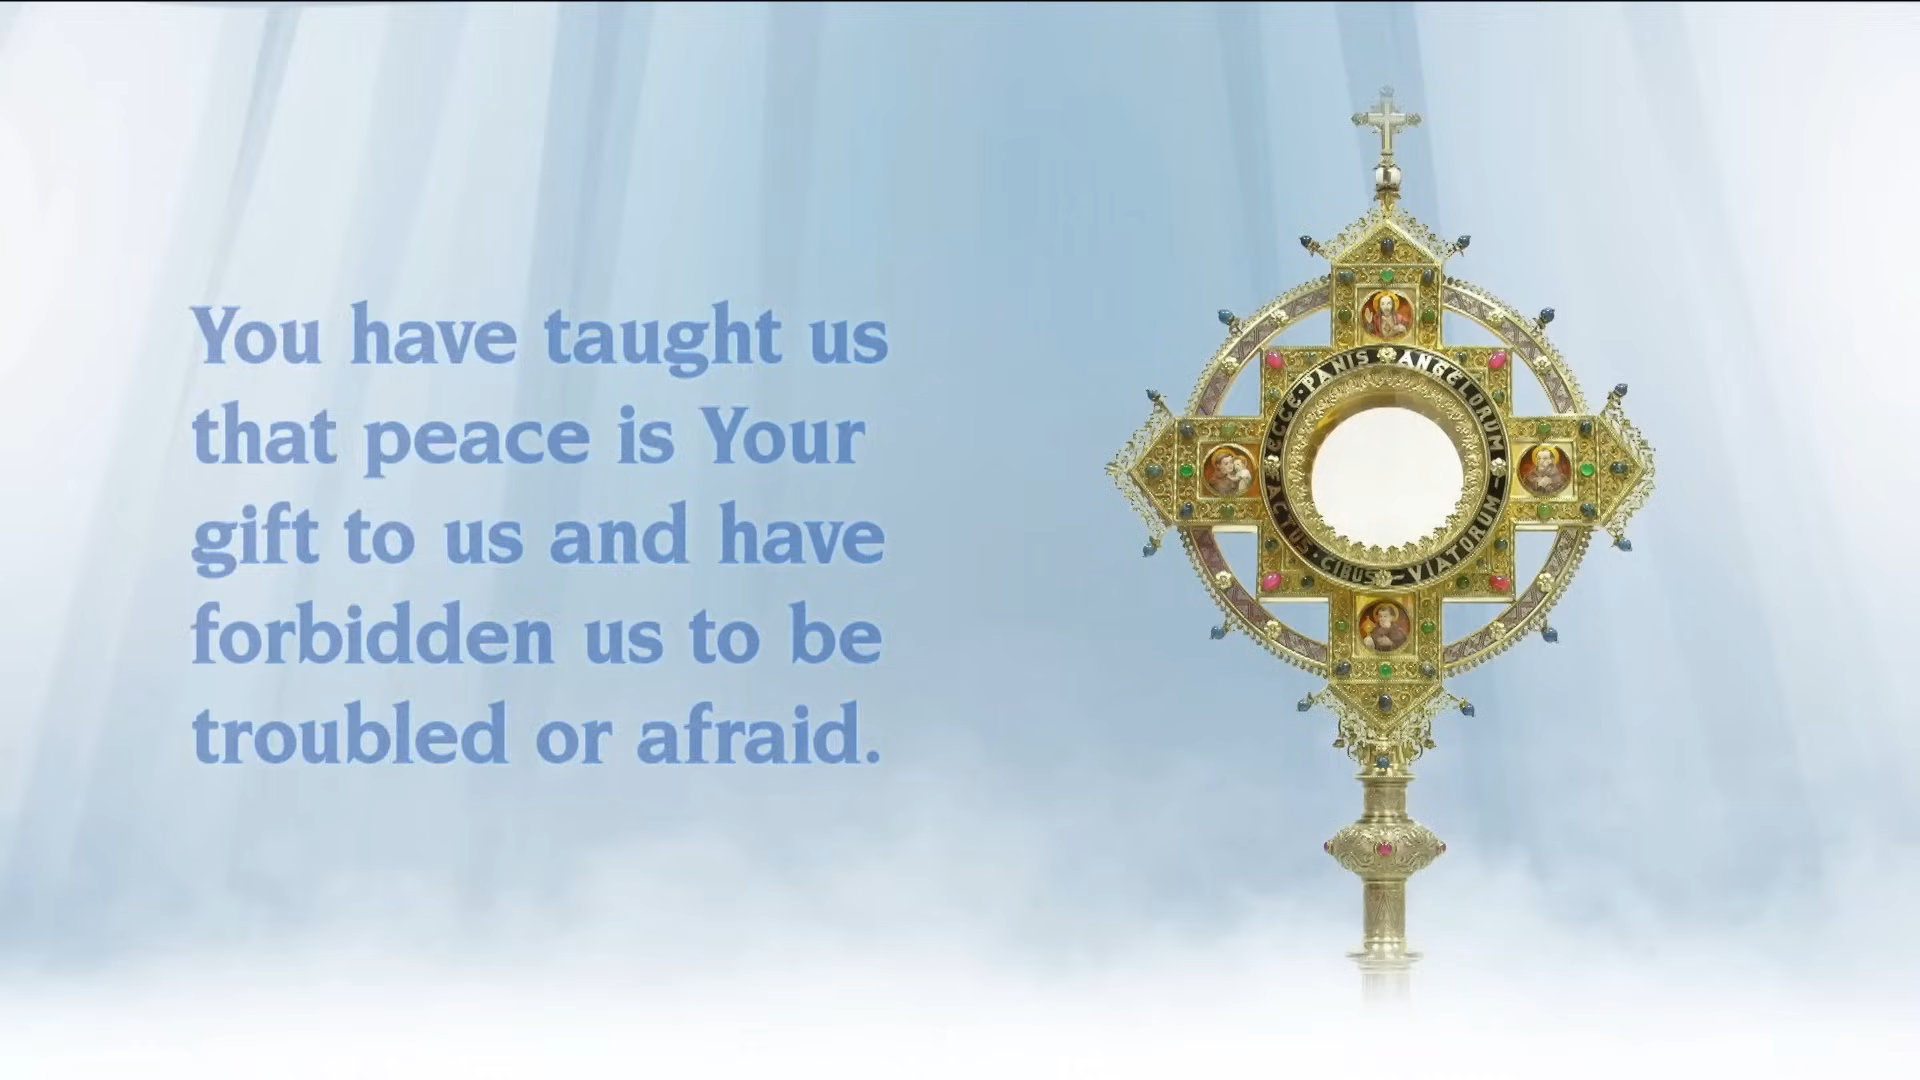 You have taught us
that peace is Your
gift to us and have
forbidden us to be
troubled or afraid.
ECCE · PANIS ANGELORUM
FACTUS · CIBUS VIATORUM